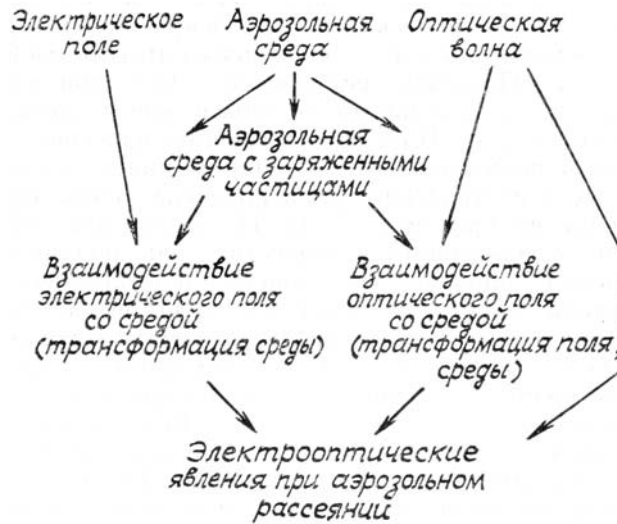 Электрическое поле
Аэрозольная среда
Оптическая волна
Аэрозольная
среда с заряженными
частицами
Взаимодействие
электрического поля
со средой
(трансформация среды)
Взаимодействие
оптического поля
со средой
(трансформация поля,
среды)
Электрооптические
явления при аэрозольном
рассеянии